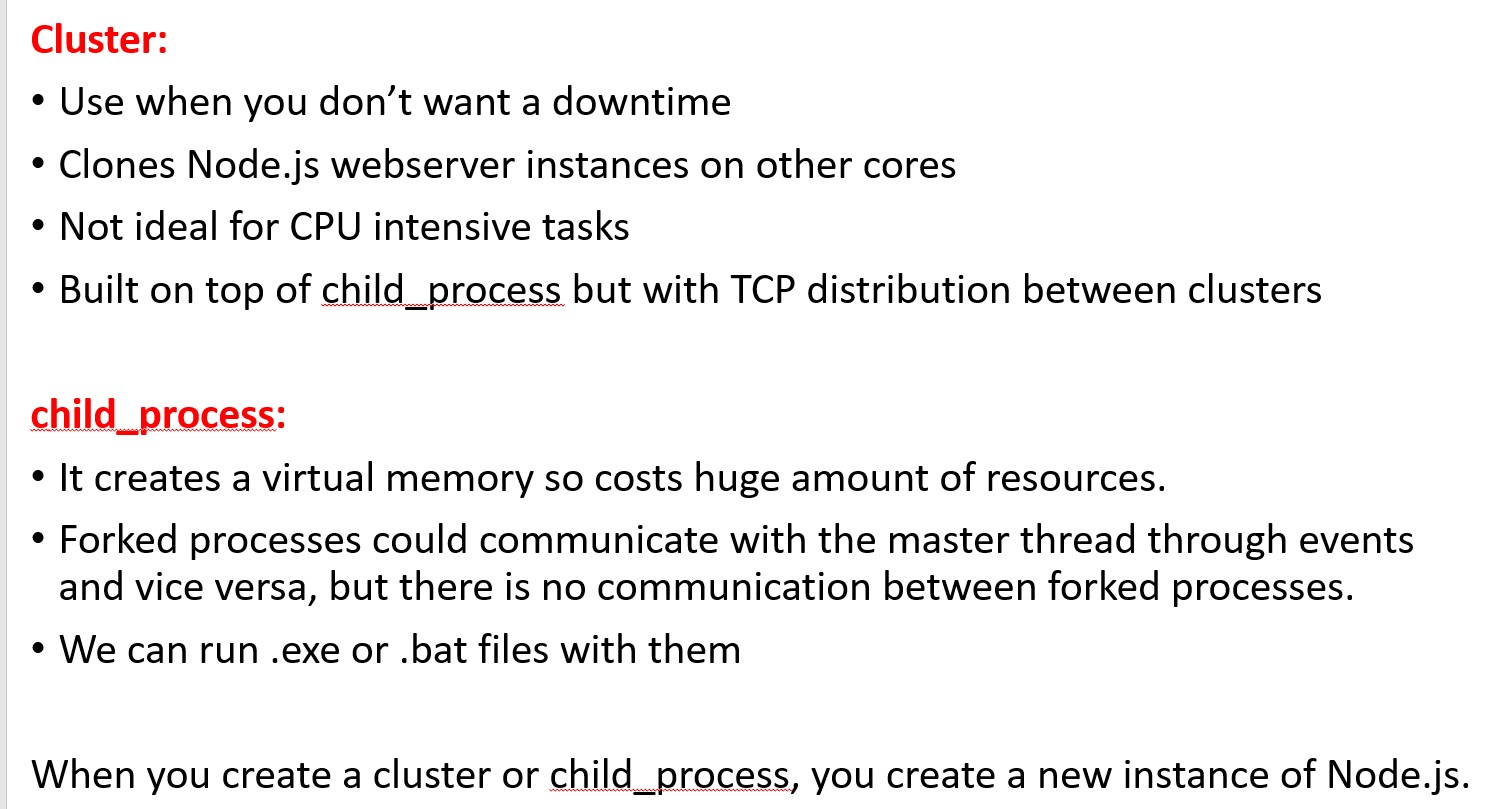 Cluster:
• Use when you don’t want a downtime
• Clones Node.js webserver instances on other cores
• Not ideal for CPU intensive tasks
• Built on top of child_process but with TCP distribution between clusters
child_process:
• It creates a virtual memory so costs huge amount of resources.
• Forked processes could communicate with the master thread through events
and vice versa, but there is no communication between forked processes.
• We can run .exe or .bat files with them
When you create a cluster or child_process, you create a new instance of Node.js.